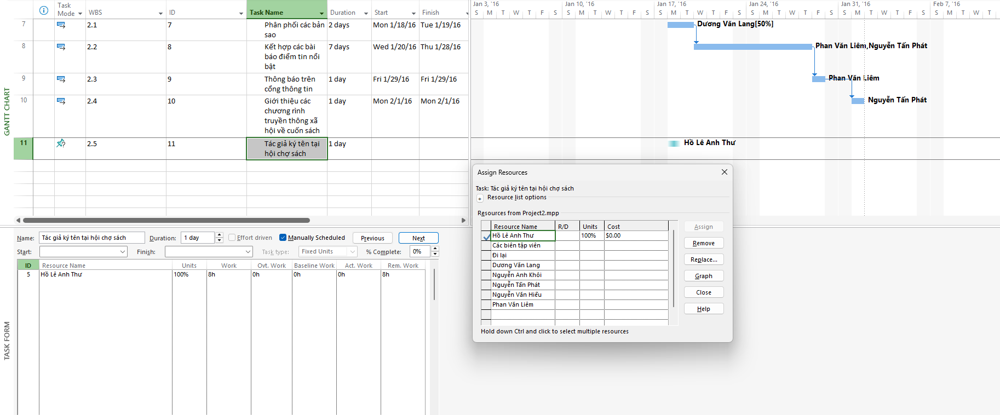 Task Mode
WBS
ID
Task Name
Duration
Start
Finish
Jan 3, '16
Jan 10, '16
Jan 17, '16
Jan 24, '16
Jan 31, '16
Feb 7, '16
S M T W T F S S M T W T F S S M T W T F S S M T W T F S S M T W T F S S M T W T
7 2.1 7 Phân phối các bản sao 2 days Mon 1/18/16 Tue 1/19/16
Dương Văn Lang[50%]
8 2.2 8 Kết hợp các bài báo điểm tin nổi bật 7 days Wed 1/20/16 Thu 1/28/16
Phan Văn Liêm,Nguyễn Tấn Phát
9 2.3 9 Thông báo trên cổng thông tin 1 day Fri 1/29/16 Fri 1/29/16
Phan Văn Liêm
10 2.4 10 Giới thiệu các chương rình truyền thông xã hội về cuốn sách 1 day Mon 2/1/16 Mon 2/1/16
Nguyễn Tấn Phát
11 2.5 11 Tác giả ký tên tại hội chợ sách 1 day
Hồ Lê Anh Thư
GANTT CHART
Assign Resources
Task: Tác giả ký tên tại hội chợ sách
+ Resource list options
Resources from Project2.mpp
Resource Name R/D Units Cost
Hồ Lê Anh Thư 100% $0.00
Các biên tập viên
Đi lại
Dương Văn Lang
Nguyễn Anh Khôi
Nguyễn Tấn Phát
Nguyễn Văn Hiếu
Phan Văn Liêm
Assign
Remove
Replace...
Graph
Close
Help
Hold down Ctrl and click to select multiple resources
Name: Tác giả ký tên tại hội chợ sách Duration: 1 day Effort driven Manually Scheduled Previous Next
Start: Finish: Task type: Fixed Units % Complete: 0%
ID Resource Name Units Work Ovt. Work Baseline Work Act. Work Rem. Work
5 Hồ Lê Anh Thư 100% 8h 0h 0h 0h 8h
TASK FORM